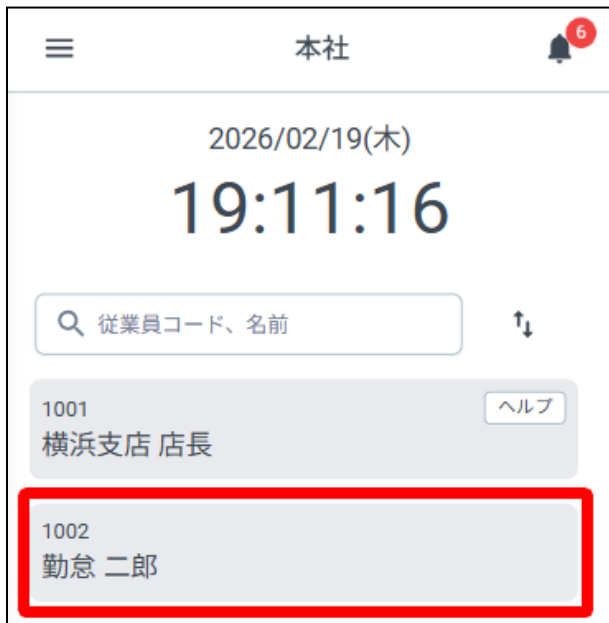 本社
6
2026/02/19(木)
19:11:16
従業員コード、名前
1001
ヘルプ
横浜支店 店長
1002
勤怠 二郎